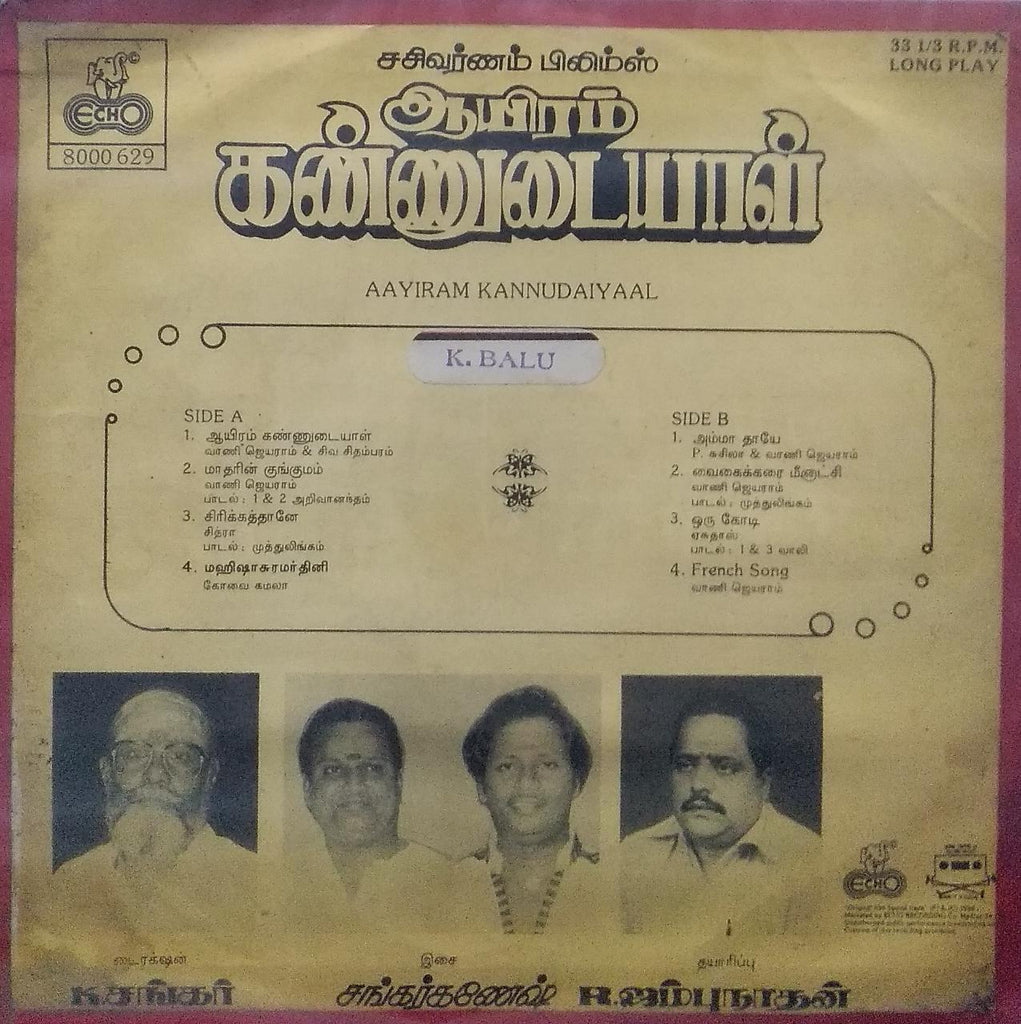 சசிவர்ணம் பிலிம்ஸ்
33 1/3 R.P.M.
LONG PLAY
ECHO
8000 629
ஆயிரம்
கண்ணுடையாள்
AAYIRAM KANNUDAIYAAL
K. BALU
SIDE A
1. ஆயிரம் கண்ணுடையாள்
வாணி ஜெயராம் & சிவ சிதம்பரம்
2. மாதரின் குங்குமம்
வாணி ஜெயராம்
பாடல் : 1 & 2 அறிவானந்தம்
3. சிரிக்கத்தானே
சித்ரா
பாடல் : முத்துலிங்கம்
4. மஹிஷாசுரமர்தினி
கோவை கமலா
SIDE B
1. அம்மா தாயே
P. சுசிலா & வாணி ஜெயராம்
2. வைகைக்கரை மீனாட்சி
வாணி ஜெயராம்
பாடல் : முத்துலிங்கம்
3. ஒரு கோடி
ஏசுதாஸ்
பாடல் : 1 & 3 வாலி
4. French Song
வாணி ஜெயராம்
ECHO
டைரக்‌ஷன்
K.சங்கர்
இசை
சங்கர்கணேஷ்
தயாரிப்பு
R.ஜம்புநாதன்